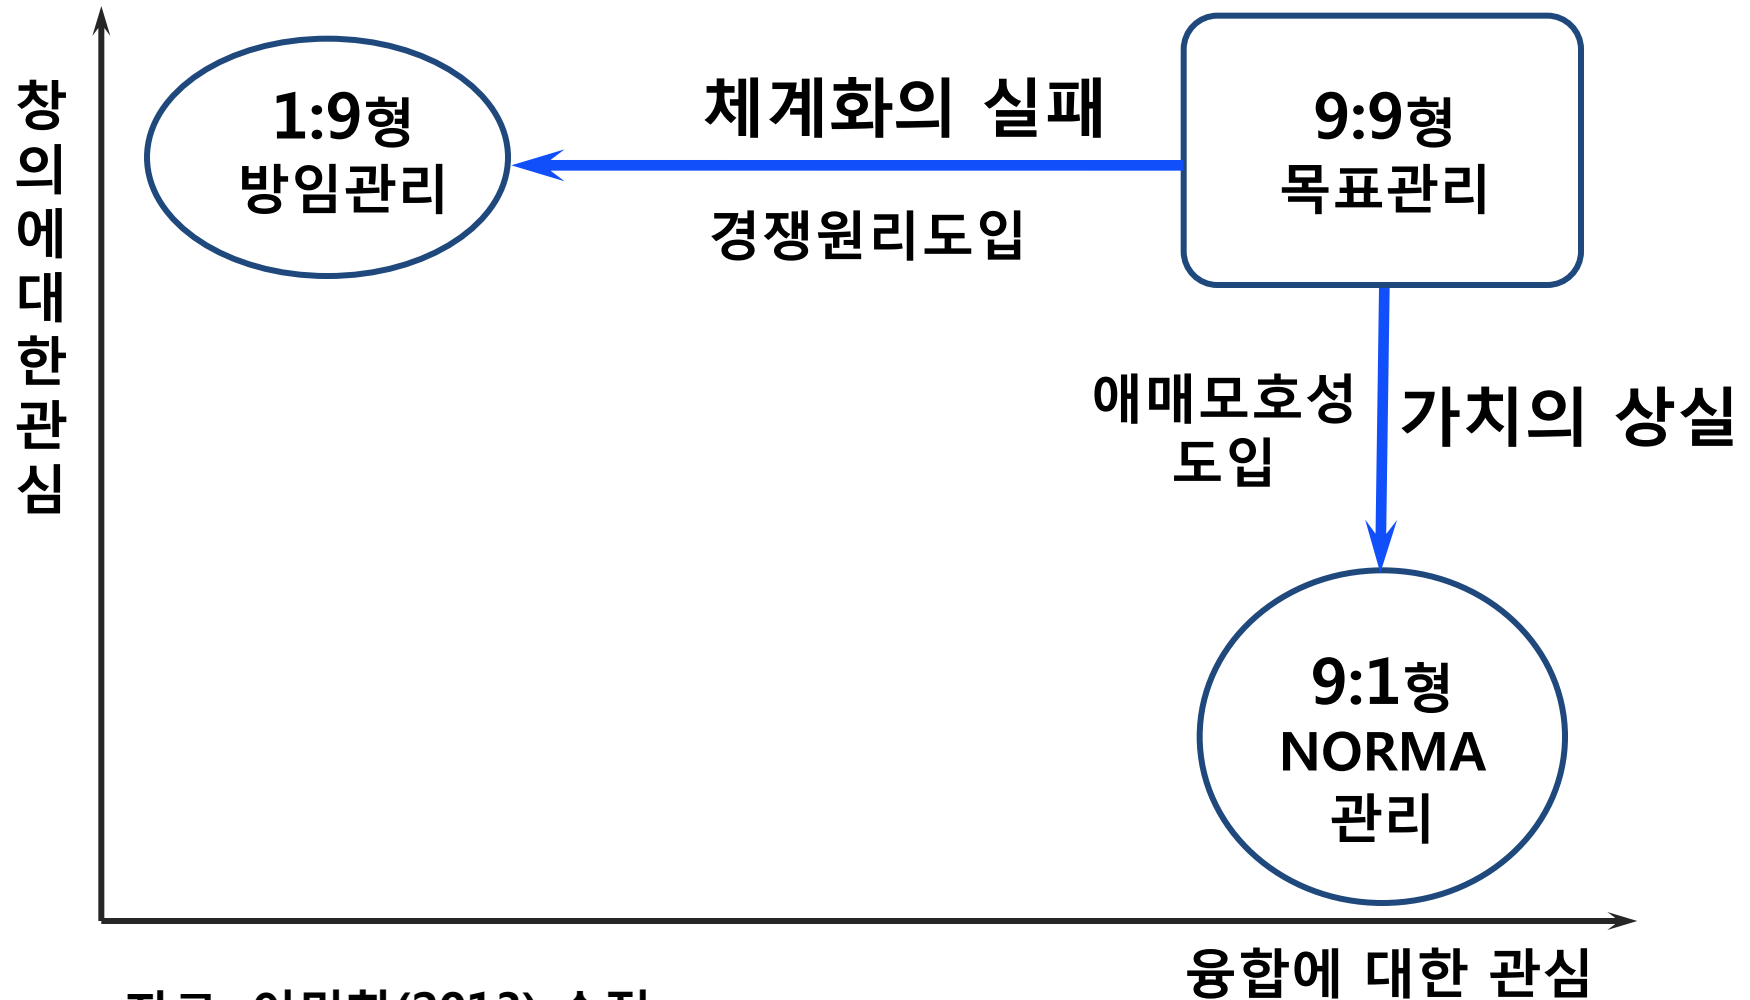 창의에대한관심
1:9형
방임관리
체계화의 실패
경쟁원리도입
9:9형
목표관리
애매모호성
도입
가치의 상실
9:1형
NORMA
관리
융합에 대한 관심